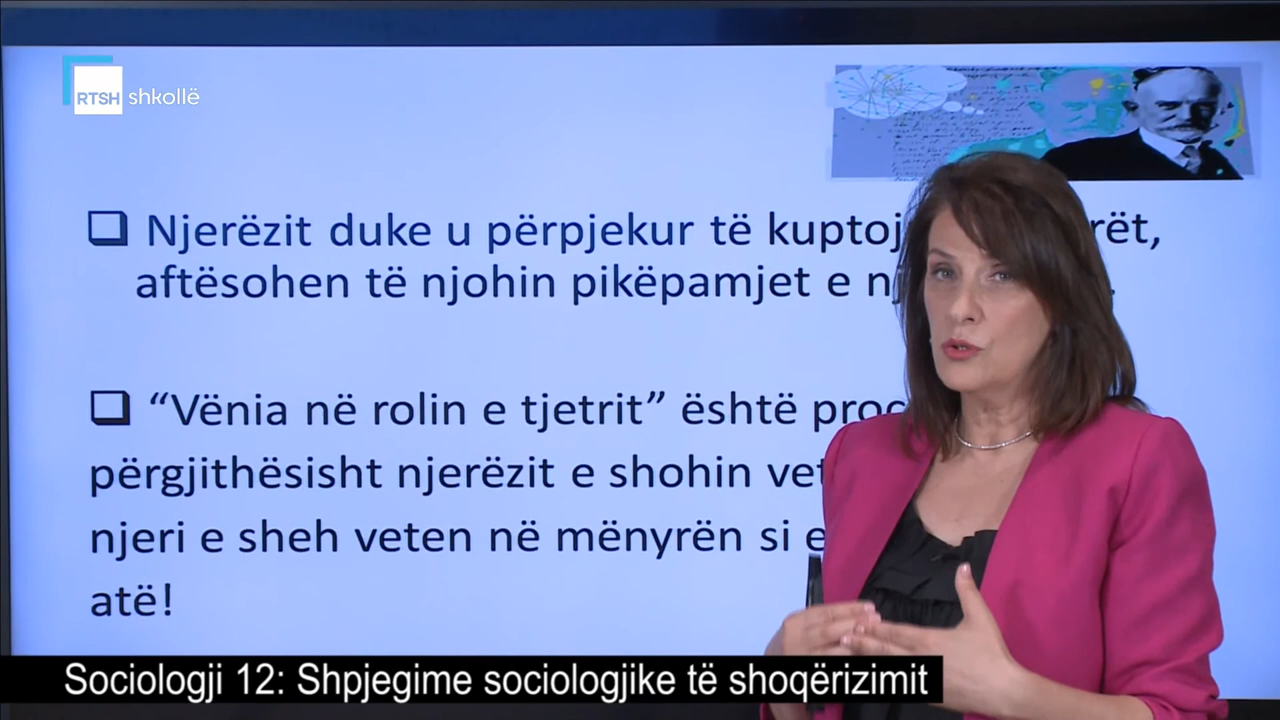 RTSH shkollë
❑ Njerëzit duke u përpjekur të
aftësohen të njohin pikëpamjet e
❑ “Vënia në rolin e tjetrit” është
përgjithësisht njerëzit e shohin
njeri e sheh veten në mënyrën si
atë!
Sociologji 12: Shpjegime sociologjike të shoqërizimit